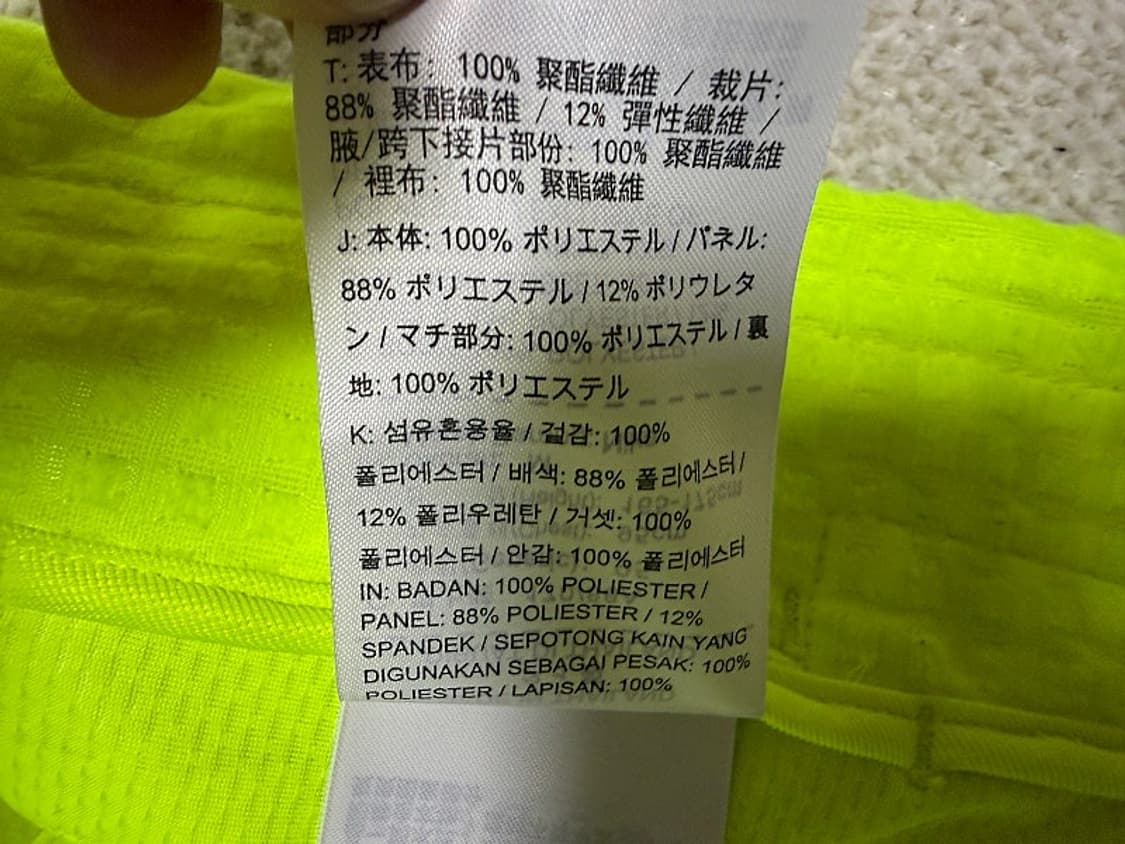 部分
T: 表布: 100% 聚酯纖維 / 裁片:
88% 聚酯纖維 / 12% 彈性纖維 /
腋/跨下接片部份: 100% 聚酯纖維
/ 裡布: 100% 聚酯纖維
J: 本体: 100% ポリエステル / パネル:
88% ポリエステル / 12% ポリウレタ
ン / マチ部分: 100% ポリエステル / 裏
地: 100% ポリエステル
K: 섬유혼용율 / 겉감: 100%
폴리에스터 / 배색: 88% 폴리에스터 /
12% 폴리우레탄 / 거셋: 100%
폴리에스터 / 안감: 100% 폴리에스터
IN: BADAN: 100% POLIESTER /
PANEL: 88% POLIESTER / 12%
SPANDEK / SEPOTONG KAIN YANG
DIGUNAKAN SEBAGAI PESAK: 100%
POLIESTER / LAPISAN: 100%